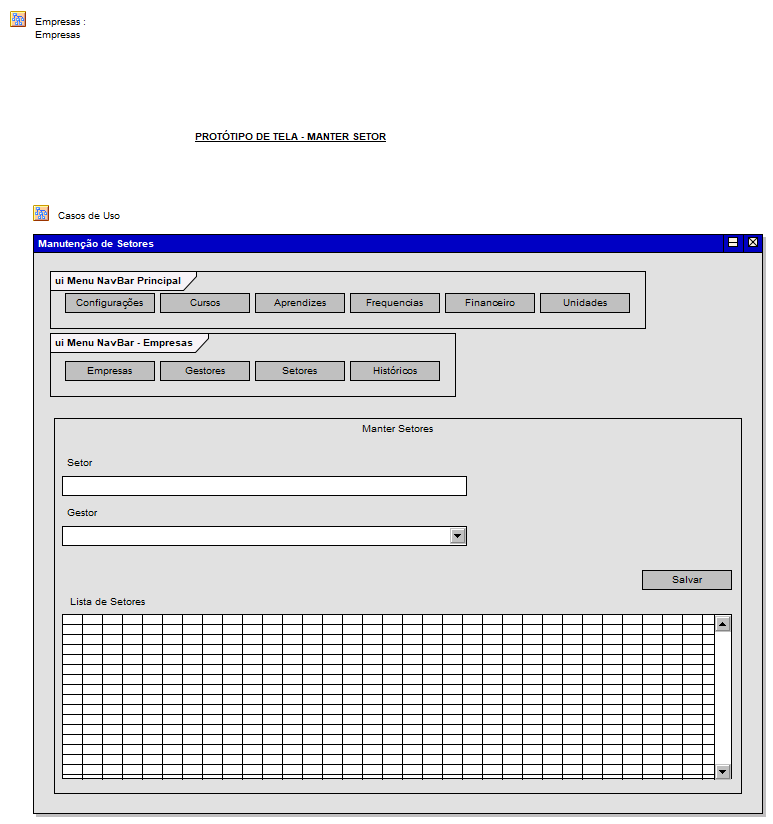 Empresas :
Empresas
PROTÓTIPO DE TELA - MANTER SETOR
Casos de Uso
Manutenção de Setores
ui Menu NavBar Principal
Configurações Cursos Aprendizes Frequencias Financeiro Unidades
ui Menu NavBar - Empresas
Empresas Gestores Setores Históricos
Manter Setores
Setor
Gestor
Salvar
Lista de Setores